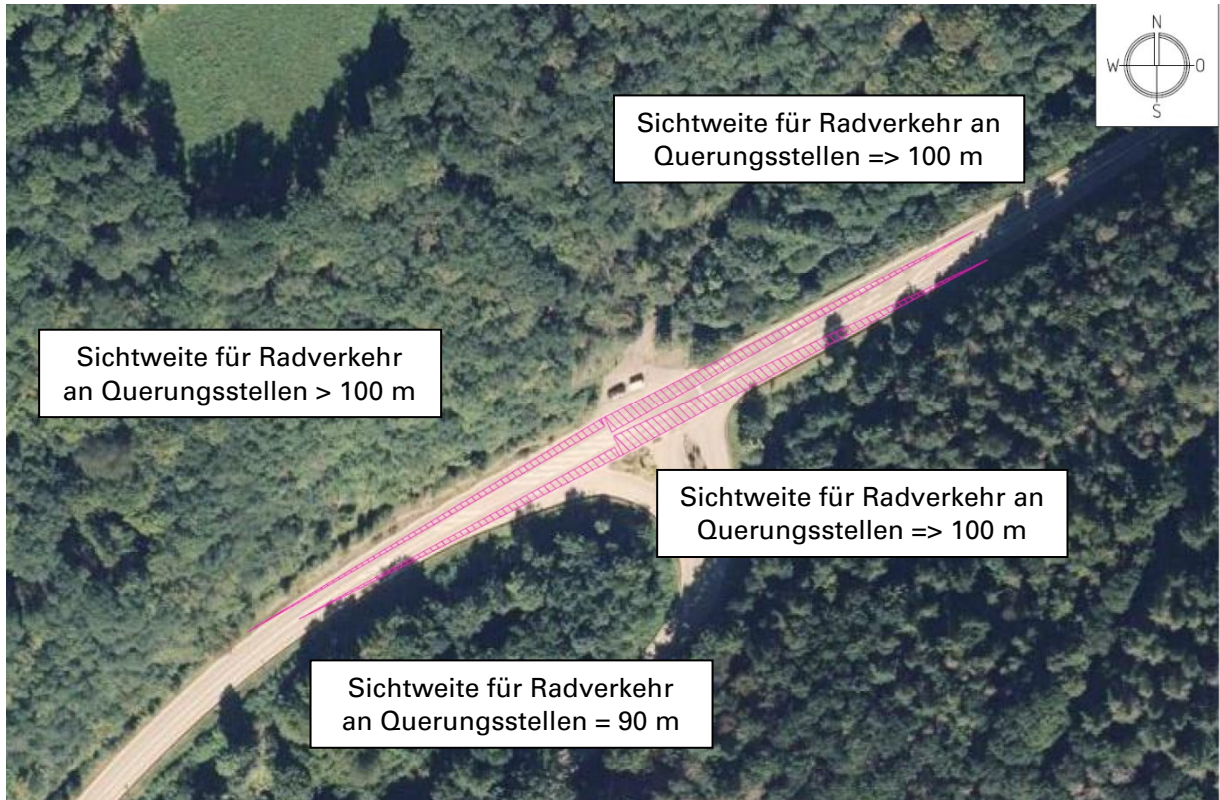 N
W O
S
Sichtweite für Radverkehr an
Querungsstellen => 100 m
Sichtweite für Radverkehr
an Querungsstellen > 100 m
Sichtweite für Radverkehr an
Querungsstellen => 100 m
Sichtweite für Radverkehr
an Querungsstellen = 90 m